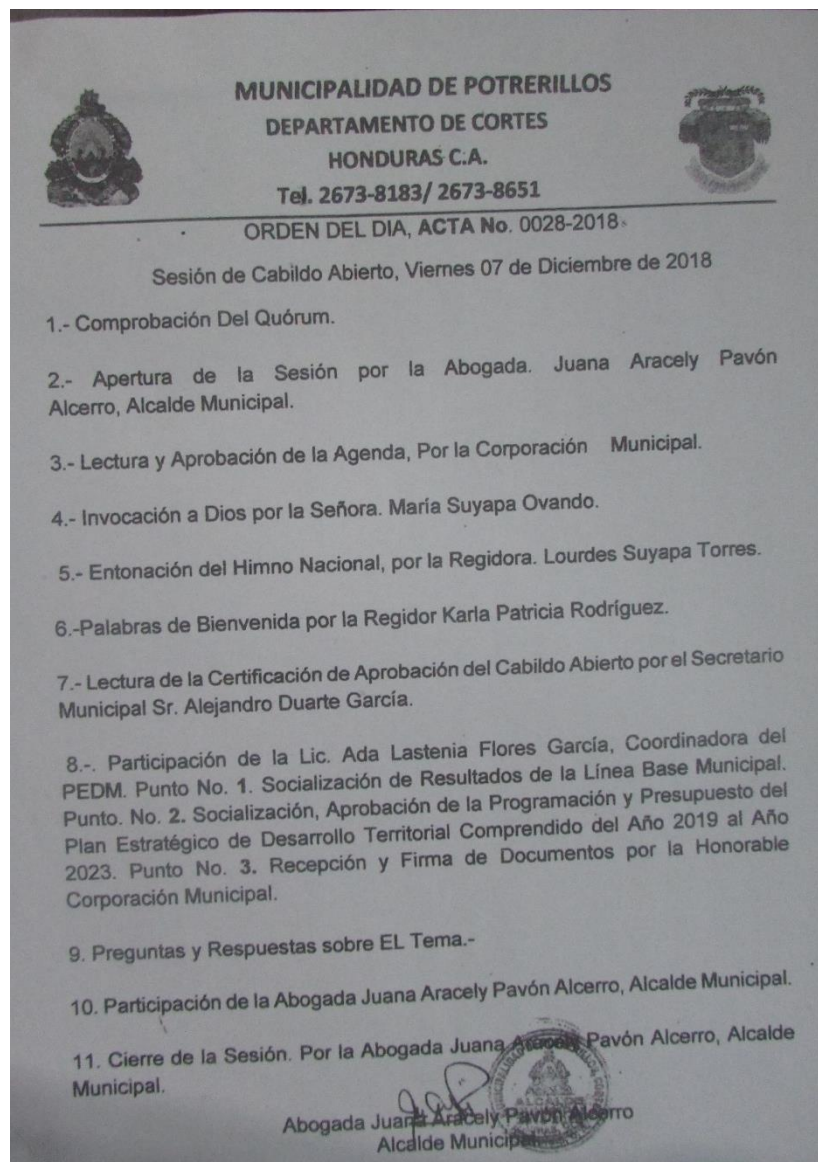 MUNICIPALIDAD DE POTRERILLOS
DEPARTAMENTO DE CORTES
HONDURAS C.A.
Tel. 2673-8183/ 2673-8651
ORDEN DEL DIA, ACTA No. 0028-2018
Sesión de Cabildo Abierto, Viernes 07 de Diciembre de 2018
1.- Comprobación Del Quórum.
2.- Apertura de la Sesión por la Abogada. Juana Aracely Pavón
Alcerro, Alcalde Municipal.
3.- Lectura y Aprobación de la Agenda, Por la Corporación Municipal.
4.- Invocación a Dios por la Señora. María Suyapa Ovando.
5.- Entonación del Himno Nacional, por la Regidora. Lourdes Suyapa Torres.
6.-Palabras de Bienvenida por la Regidor Karla Patricia Rodríguez.
7.- Lectura de la Certificación de Aprobación del Cabildo Abierto por el Secretario
Municipal Sr. Alejandro Duarte García.
8.-. Participación de la Lic. Ada Lastenia Flores García, Coordinadora del
PEDM. Punto No. 1. Socialización de Resultados de la Línea Base Municipal.
Punto. No. 2. Socialización, Aprobación de la Programación y Presupuesto del
Plan Estratégico de Desarrollo Territorial Comprendido del Año 2019 al Año
2023. Punto No. 3. Recepción y Firma de Documentos por la Honorable
Corporación Municipal.
9. Preguntas y Respuestas sobre EL Tema.-
10. Participación de la Abogada Juana Aracely Pavón Alcerro, Alcalde Municipal.
11. Cierre de la Sesión. Por la Abogada Juana Aracely Pavón Alcerro, Alcalde
Municipal.
Abogada Juana Aracely Pavón Alcerro
Alcalde Municipal